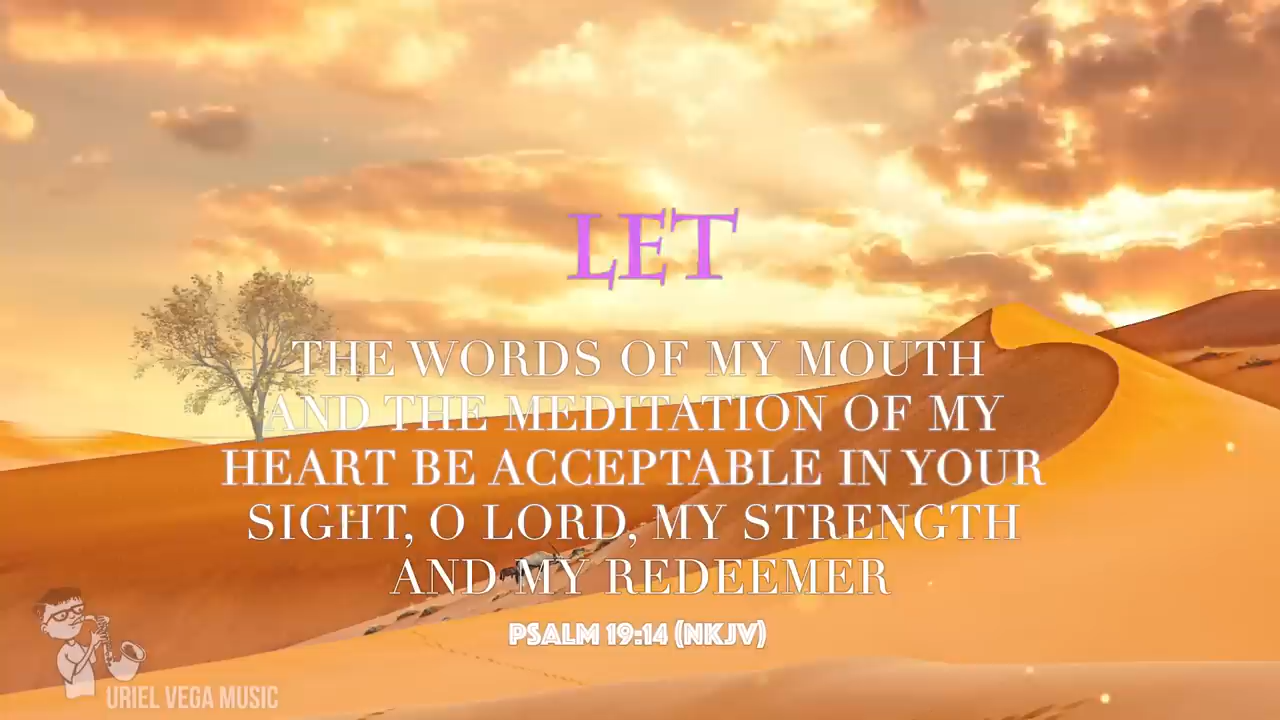 LET
THE WORDS OF MY MOUTH
AND THE MEDITATION OF MY
HEART BE ACCEPTABLE IN YOUR
SIGHT, O LORD, MY STRENGTH
AND MY REDEEMER
PSALM 19:14 (NKJV)
URIEL VEGA MUSIC